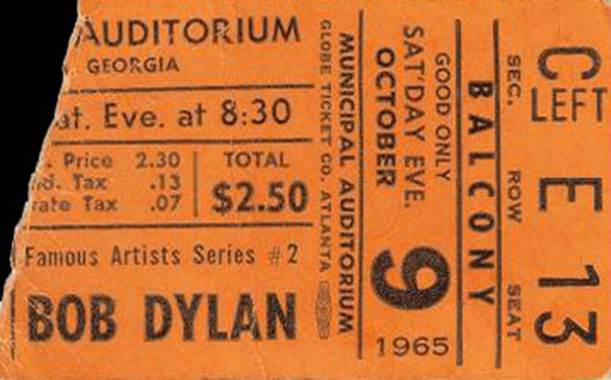 AUDITORIUM
GEORGIA
at. Eve. at 8:30
. Price 2.30
d. Tax .13
ate Tax .07
TOTAL
$2.50
Famous Artists Series #2
BOB DYLAN
GLOBE TICKET CO. ATLANTA
MUNICIPAL AUDITORIUM
OCTOBER 9 1965
SAT'DAY EVE.
GOOD ONLY
BALCONY
SEC. ROW SEAT
C LEFT E 13